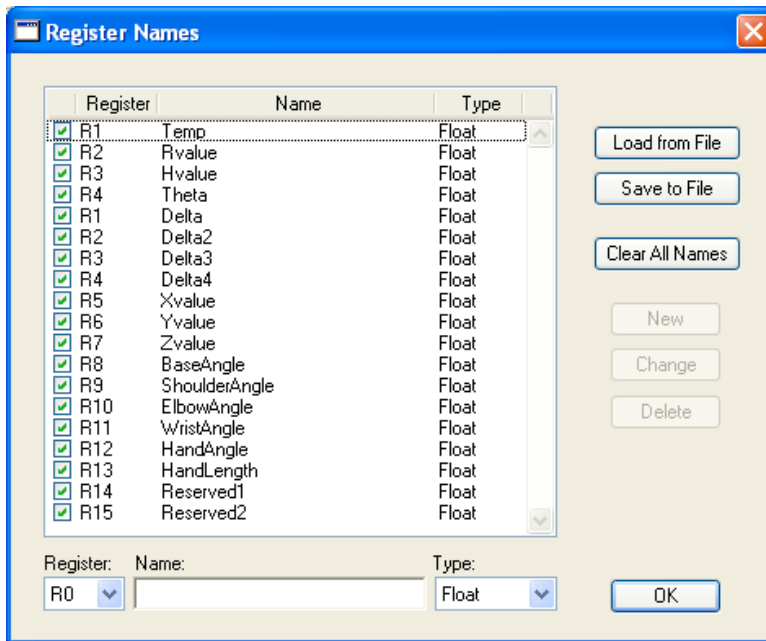 Register Names
Register Name Type
R1 Temp Float
R2 Rvalue Float
R3 Hvalue Float
R4 Theta Float
R1 Delta Float
R2 Delta2 Float
R3 Delta3 Float
R4 Delta4 Float
R5 Xvalue Float
R6 Yvalue Float
R7 Zvalue Float
R8 BaseAngle Float
R9 ShoulderAngle Float
R10 ElbowAngle Float
R11 WristAngle Float
R12 HandAngle Float
R13 HandLength Float
R14 Reserved1 Float
R15 Reserved2 Float
Load from File
Save to File
Clear All Names
New
Change
Delete
Register: Name: Type:
R0 Float
OK